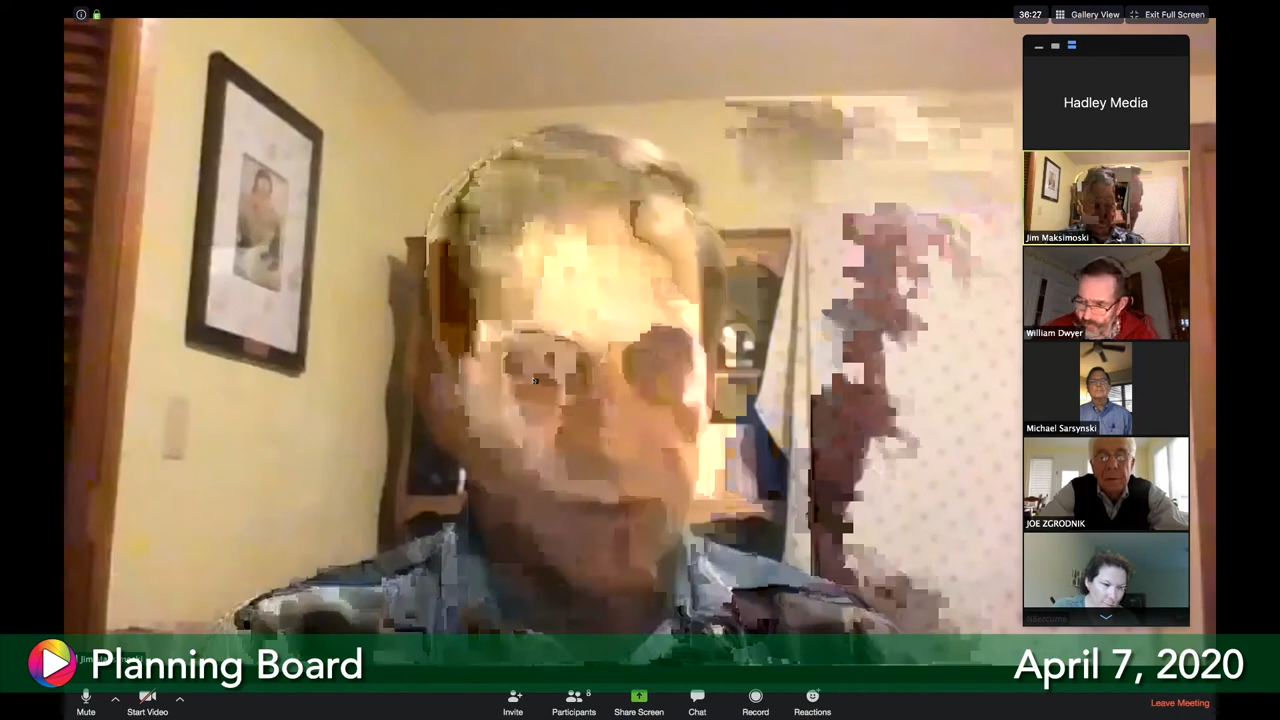 36:27
Gallery View
Exit Full Screen
Hadley Media
Jim Maksimoski
William Dwyer
Michael Sarsynski
JOE ZGRODNIK
Planning Board
April 7, 2020
Mute
Start Video
Invite
Participants
8
Share Screen
Chat
Record
Reactions
Leave Meeting